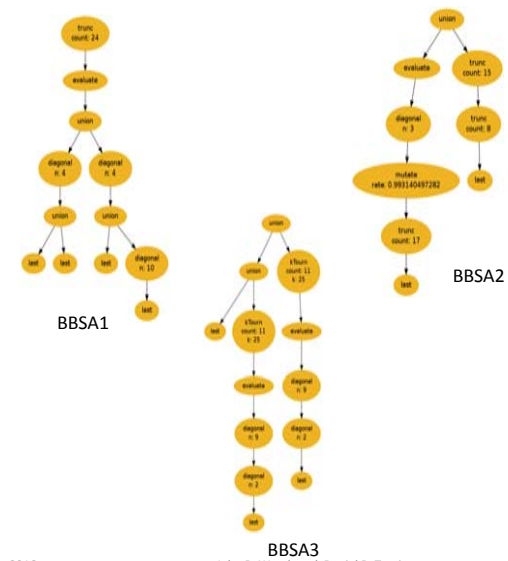 trunc
count: 24
evaluate
union
diagonal
n: 4
diagonal
n: 4
union
union
last
last
last
diagonal
n: 10
last
BBSA1
union
evaluate
trunc
count: 15
diagonal
n: 3
trunc
count: 8
mutate
rate: 0.993140497282
last
trunc
count: 17
last
BBSA2
union
union
kTourn
count: 11
k: 25
last
kTourn
count: 11
k: 25
evaluate
evaluate
diagonal
n: 9
diagonal
n: 9
diagonal
n: 2
diagonal
n: 2
last
last
BBSA3